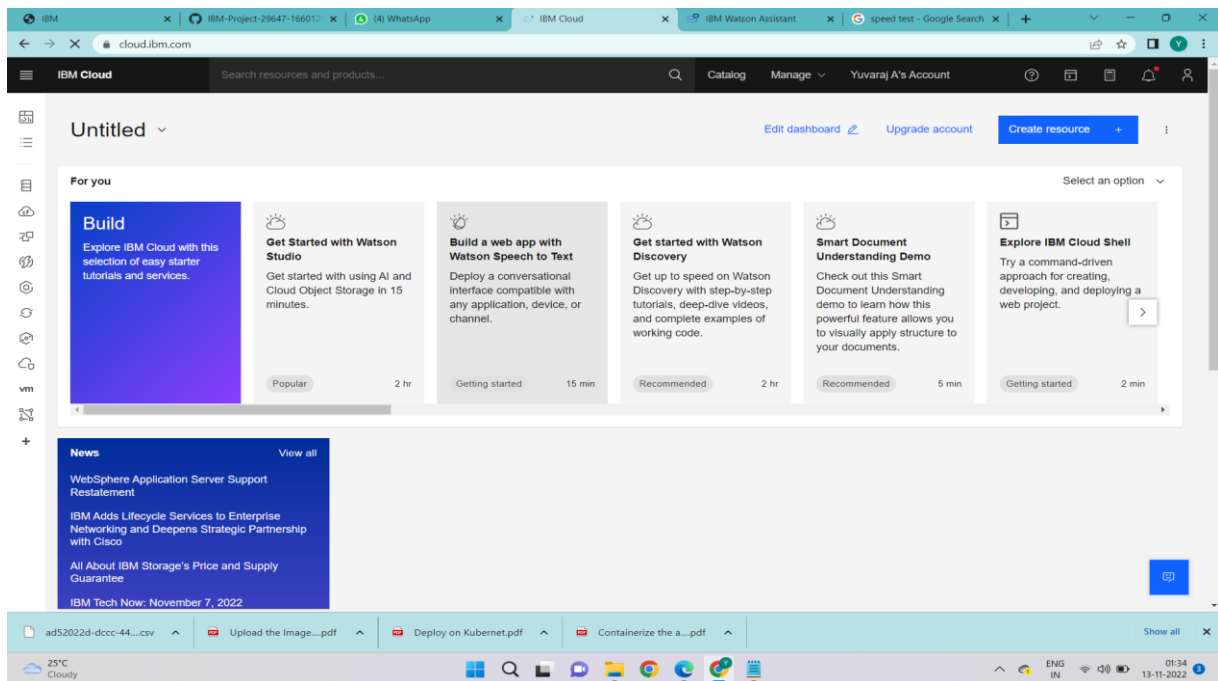 IBM
IBM-Project-29647-166012
(4) WhatsApp
IBM Cloud
IBM Watson Assistant
speed test - Google Search
cloud.ibm.com
Y
IBM Cloud
Search resources and products...
Catalog
Manage
Yuvaraj A's Account
Untitled
Edit dashboard
Upgrade account
Create resource +
For you
Select an option
Build
Explore IBM Cloud with this
selection of easy starter
tutorials and services.
Get Started with Watson
Studio
Get started with using AI and
Cloud Object Storage in 15
minutes.
Popular
2 hr
Build a web app with
Watson Speech to Text
Deploy a conversational
interface compatible with
any application, device, or
channel.
Getting started
15 min
Get started with Watson
Discovery
Get up to speed on Watson
Discovery with step-by-step
tutorials, deep-dive videos,
and complete examples of
working code.
Recommended
2 hr
Smart Document
Understanding Demo
Check out this Smart
Document Understanding
demo to learn how this
powerful feature allows you
to visually apply structure to
your documents.
Recommended
5 min
Explore IBM Cloud Shell
Try a command-driven
approach for creating,
developing, and deploying a
web project.
Getting started
2 min
vm
News
View all
WebSphere Application Server Support
Restatement
IBM Adds Lifecycle Services to Enterprise
Networking and Deepens Strategic Partnership
with Cisco
All About IBM Storage's Price and Supply
Guarantee
IBM Tech Now: November 7, 2022
ad52022d-dccc-44....csv
Upload the Image....pdf
Deploy on Kubernet.pdf
Containerize the a....pdf
Show all
25°C
Cloudy
ENG
IN
01:34
13-11-2022
3